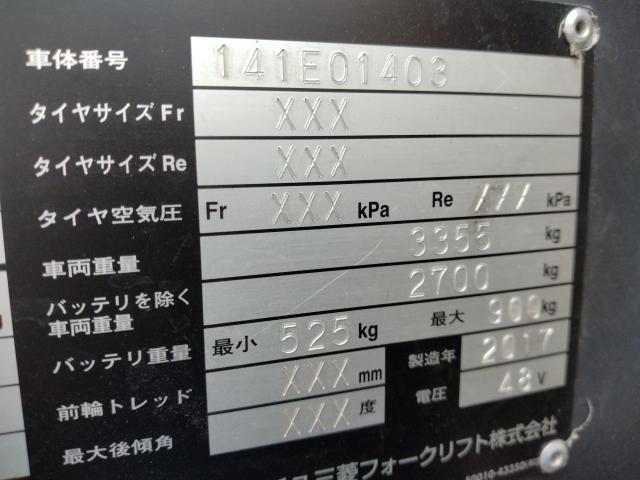 車体番号 141E01403
タイヤサイズ Fr XXX
タイヤサイズ Re XXX
タイヤ空気圧 Fr XXX kPa Re XXX kPa
車両重量 3355 kg
バッテリを除く車両重量 2700 kg
バッテリ重量 最小 525 kg 最大 900 kg
前輪トレッド XXX mm 製造年 2017
最大後傾角 XXX 度 電圧 48 V
三菱フォークリフト株式会社